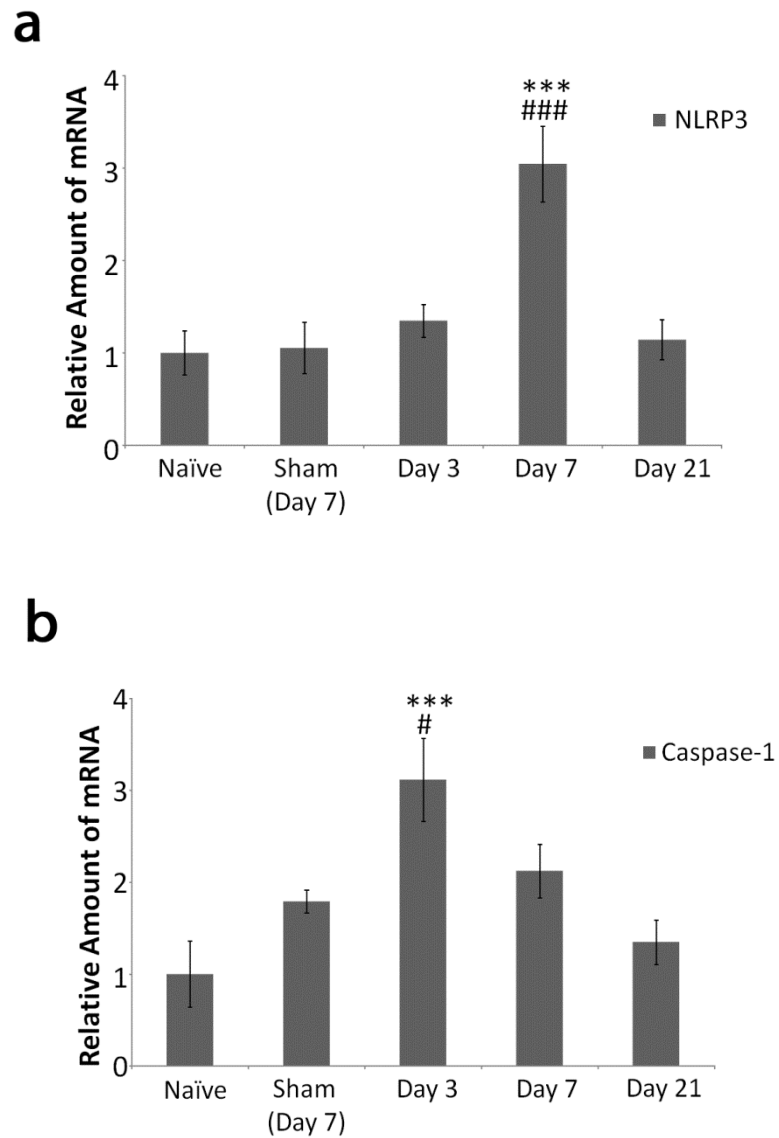 a
Relative Amount of mRNA
4
3
2
1
0
***
###
NLRP3
Naïve
Sham
(Day 7)
Day 3
Day 7
Day 21
b
Relative Amount of mRNA
4
3
2
1
0
***
#
Caspase-1
Naïve
Sham
(Day 7)
Day 3
Day 7
Day 21